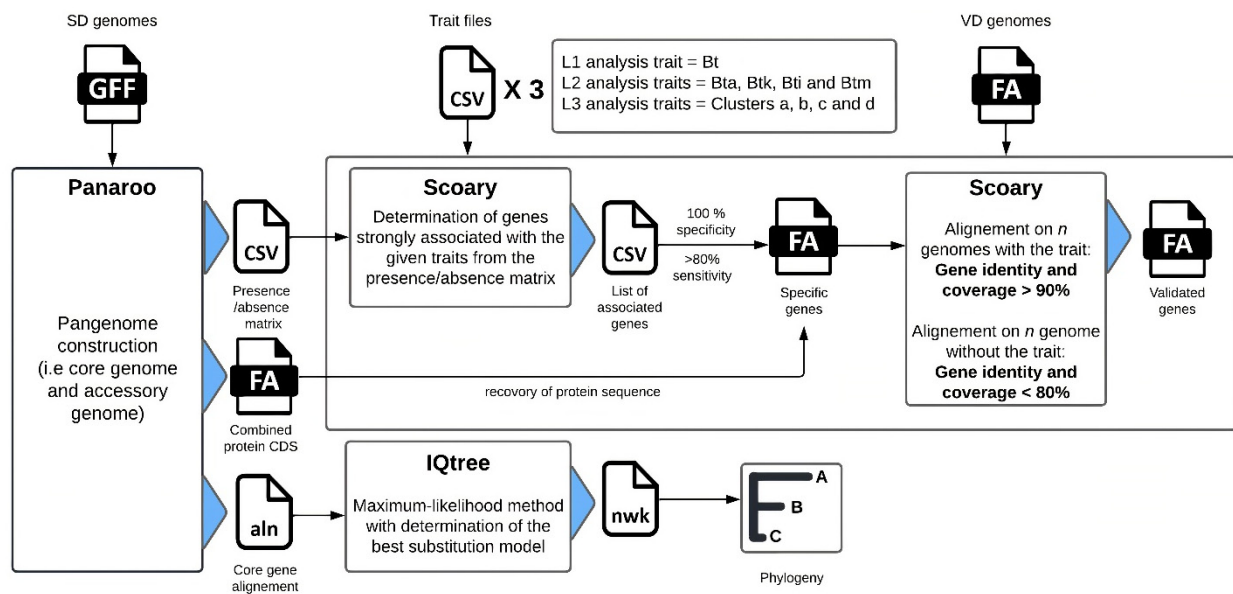 SD genomes
GFF
Trait files
CSV
X 3
L1 analysis trait = Bt
L2 analysis traits = Bta, Btk, Bti and Btm
L3 analysis traits = Clusters a, b, c and d
VD genomes
FA
Panaroo
Pangenome
construction
(i.e core genome
and accessory
genome)
CSV
Presence
/absence
matrix
FA
Combined
protein CDS
aln
Core gene
alignement
Scoary
Determination of genes
strongly associated with the
given traits from the
presence/absence matrix
CSV
List of
associated
genes
100 %
specificity
>80%
sensitivity
FA
Specific
genes
recovery of protein sequence
Scoary
Alignement on n
genomes with the trait:
Gene identity and
coverage > 90%
Alignement on n genome
without the trait:
Gene identity and
coverage < 80%
FA
Validated
genes
IQtree
Maximum-likelihood method
with determination of the
best substitution model
nwk
A
B
C
Phylogeny